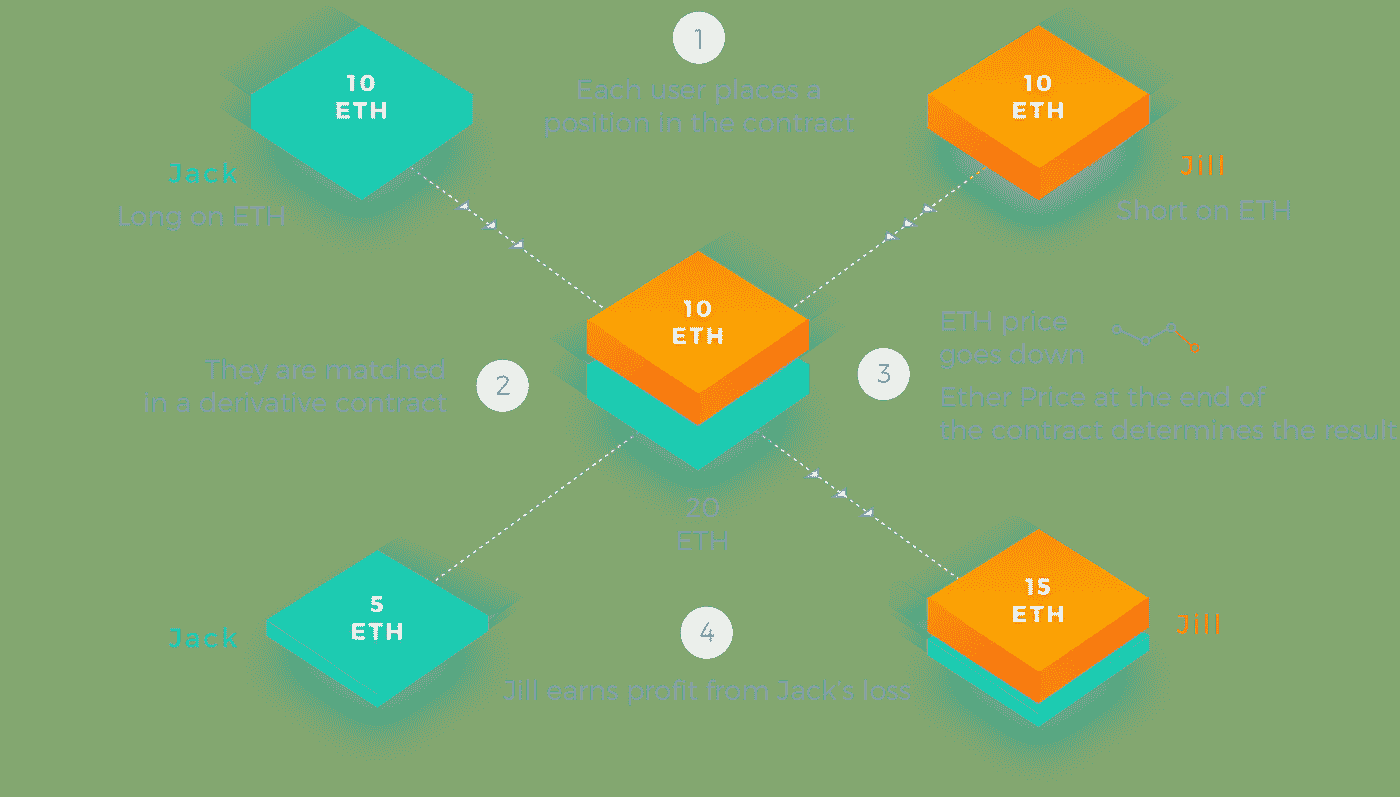 1
Each user places a
position in the contract
10
ETH
Jack
Long on ETH
10
ETH
Jill
Short on ETH
10
ETH
They are matched
in a derivative contract
2
3
ETH price
goes down
Ether Price at the end of
the contract determines the result
20
ETH
5
ETH
Jack
4
Jill earns profit from Jack's loss
15
ETH
Jill